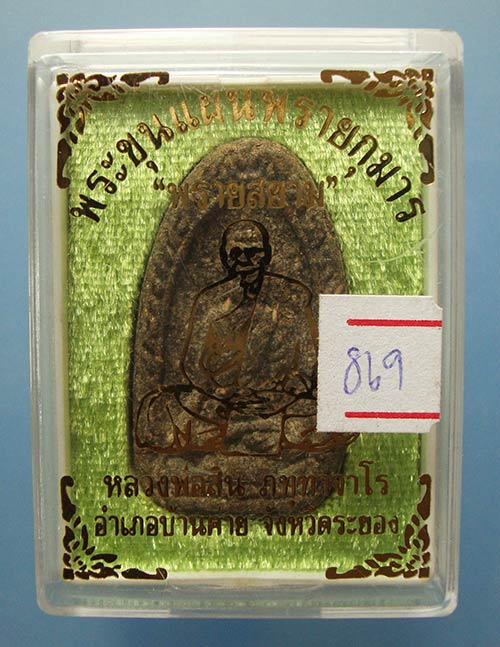 พระขุนแผนพรายกุมาร
"พรายสยาม"
869
หลวงพ่อสิน ภทฺทาจาโร
อำเภอบ้านค่าย จังหวัดระยอง